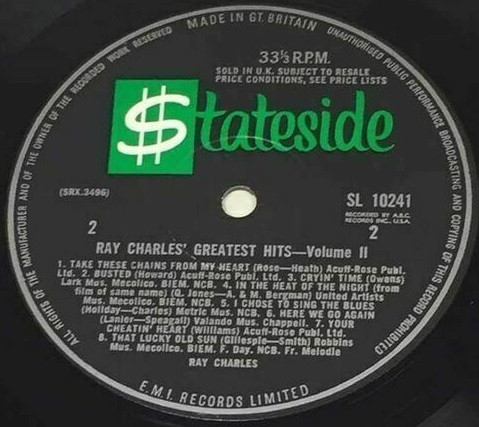 MADE IN GT. BRITAIN
ALL RIGHTS OF THE MANUFACTURER AND OF THE OWNER OF THE RECORDED WORK RESERVED
UNAUTHORISED PUBLIC PERFORMANCE BROADCASTING AND COPYING OF THIS RECORD PROHIBITED
33⅓ R.P.M.
SOLD IN U.K. SUBJECT TO RESALE
PRICE CONDITIONS, SEE PRICE LISTS
$tateside
(SRX.3496)
SL 10241
RECORDED BY A.B.C.
RECORDS INC., U.S.A.
2
2
RAY CHARLES' GREATEST HITS—Volume II
1. TAKE THESE CHAINS FROM MY HEART (Rose—Heath) Acuff-Rose Publ.
Ltd. 2. BUSTED (Howard) Acuff-Rose Publ. Ltd. 3. CRYIN' TIME (Owens)
Lark Mus. Mecolico. BIEM. NCB. 4. IN THE HEAT OF THE NIGHT (from
film of same name) (Q. Jones—A. & M. Bergman) United Artists
Mus. Mecolico. BIEM. NCB. 5. I CHOSE TO SING THE BLUES
(Holiday—Charles) Metric Mus. NCB. 6. HERE WE GO AGAIN
(Lanier—Speagall) Valando Mus. Chappell. 7. YOUR
CHEATIN' HEART (Williams) Acuff-Rose Publ. Ltd.
8. THAT LUCKY OLD SUN (Gillespie—Smith) Robbins
Mus. Mecolico. BIEM. F. Day. NCB. Fr. Melodie
RAY CHARLES
E.M.I. RECORDS LIMITED